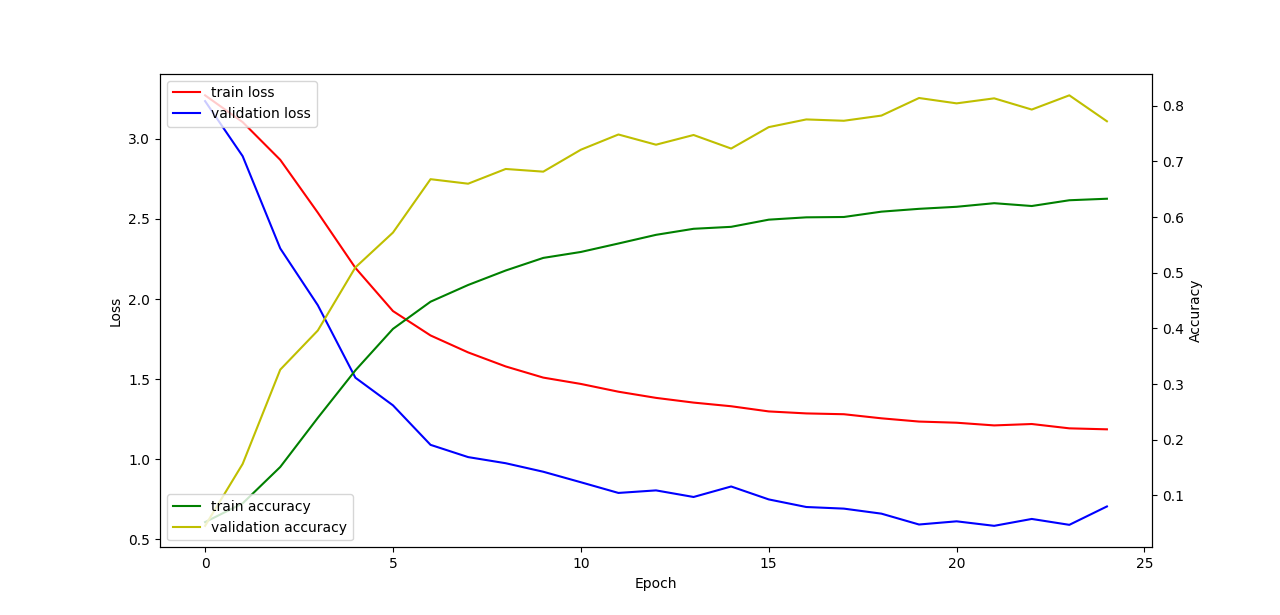 train loss
validation loss
3.0
2.5
2.0
1.5
1.0
0.5
Loss
0.8
0.7
0.6
0.5
0.4
0.3
0.2
0.1
Accuracy
train accuracy
validation accuracy
0 5 10 15 20 25
Epoch